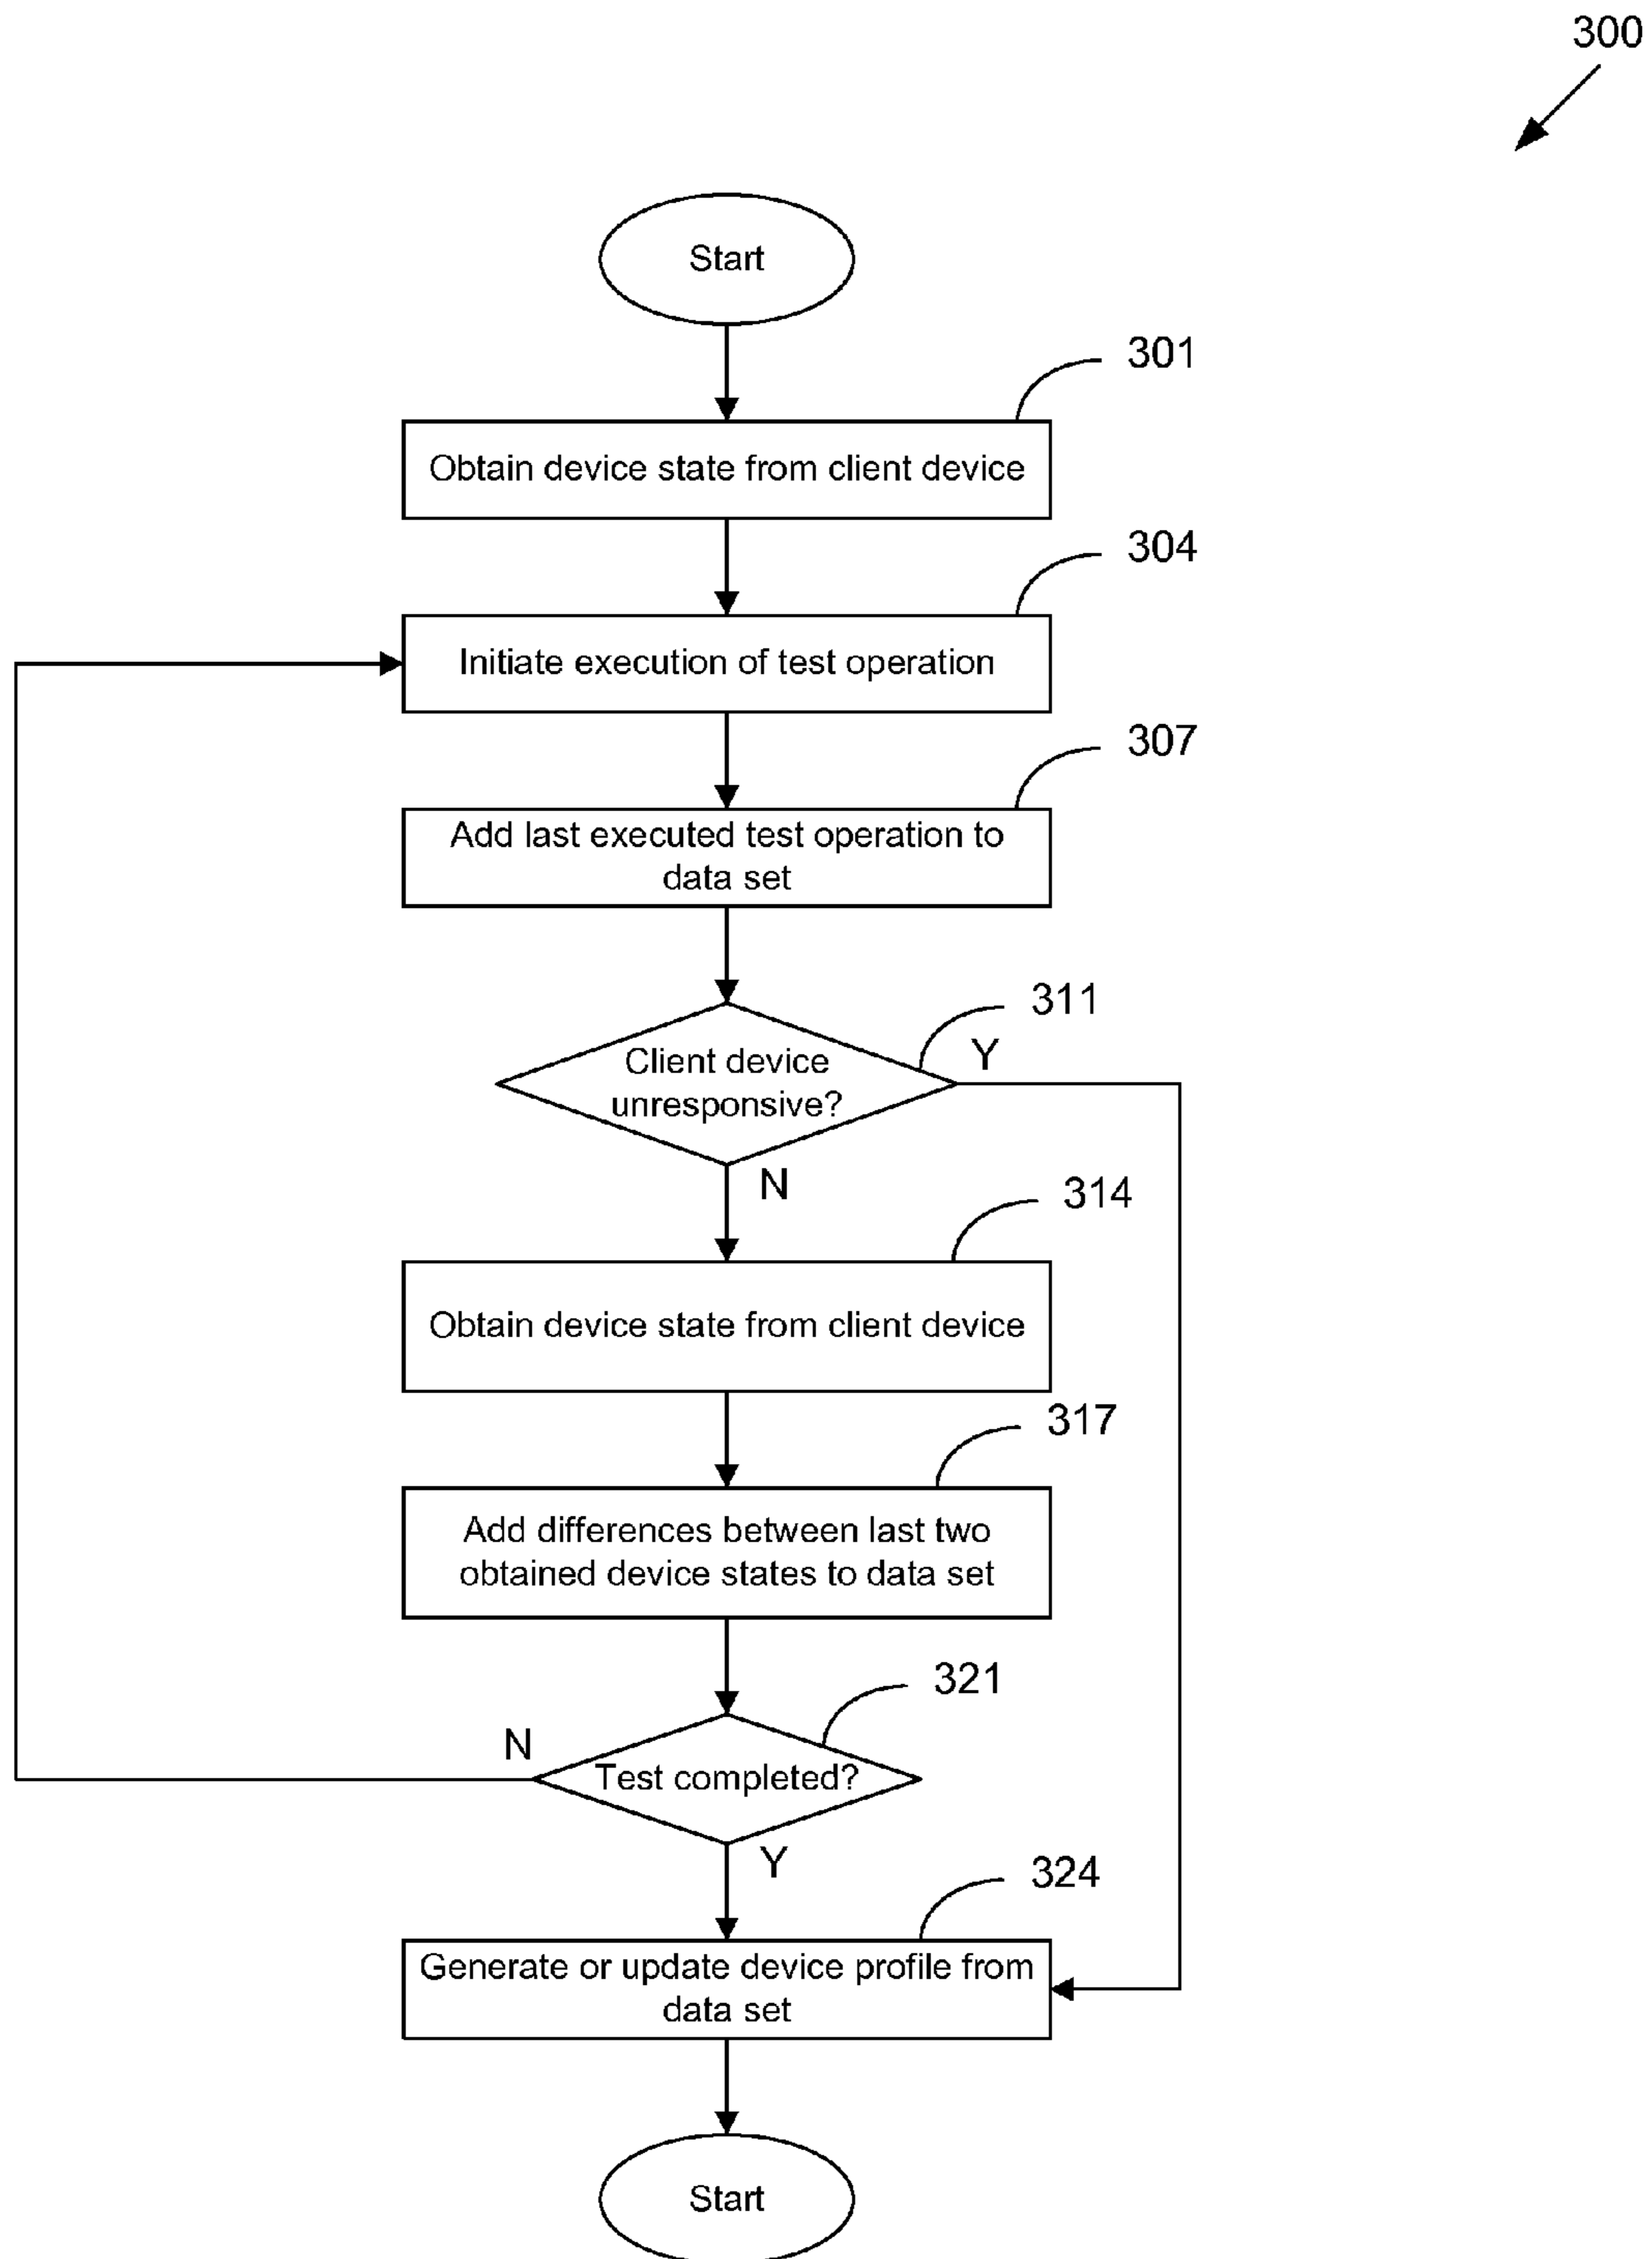 300
Start
301
Obtain device state from client device
304
Initiate execution of test operation
307
Add last executed test operation to
data set
311
Client device
unresponsive?
Y
N
314
Obtain device state from client device
317
Add differences between last two
obtained device states to data set
321
N
Test completed?
Y
324
Generate or update device profile from
data set
Start